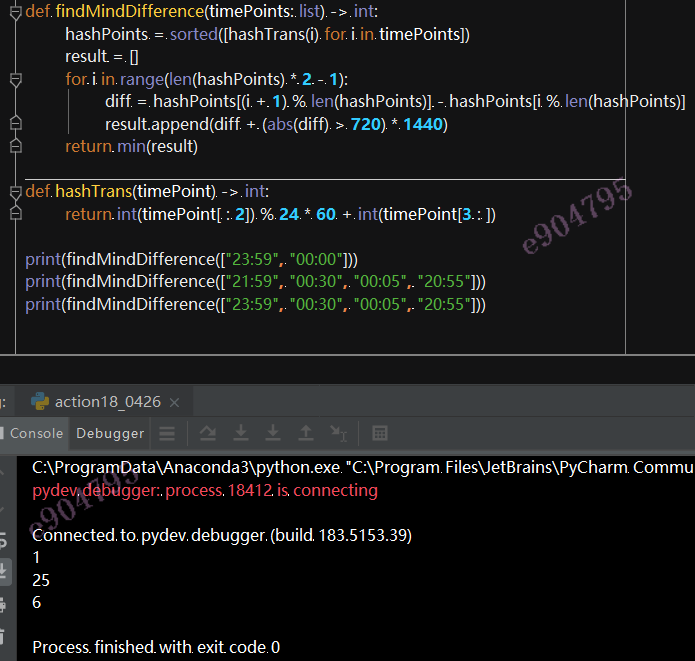 def findMindDifference(timePoints: list) -> int:
    hashPoints = sorted([hashTrans(i) for i in timePoints])
    result = []
    for i in range(len(hashPoints) * 2 - 1):
        diff = hashPoints[(i + 1) % len(hashPoints)] - hashPoints[i % len(hashPoints)]
        result.append(diff + (abs(diff) > 720) * 1440)
    return min(result)
def hashTrans(timePoint) -> int:
    return int(timePoint[ : 2]) % 24 * 60 + int(timePoint[3 : ])
e904795
print(findMindDifference(["23:59", "00:00"]))
print(findMindDifference(["21:59", "00:30", "00:05", "20:55"]))
print(findMindDifference(["23:59", "00:30", "00:05", "20:55"]))
g:
action18_0426 ×
Console
Debugger
C:\ProgramData\Anaconda3\python.exe "C:\Program Files\JetBrains\PyCharm Commu
pydev debugger: process 18412 is connecting
e904795
Connected to pydev debugger (build 183.5153.39)
1
25
6
Process finished with exit code 0